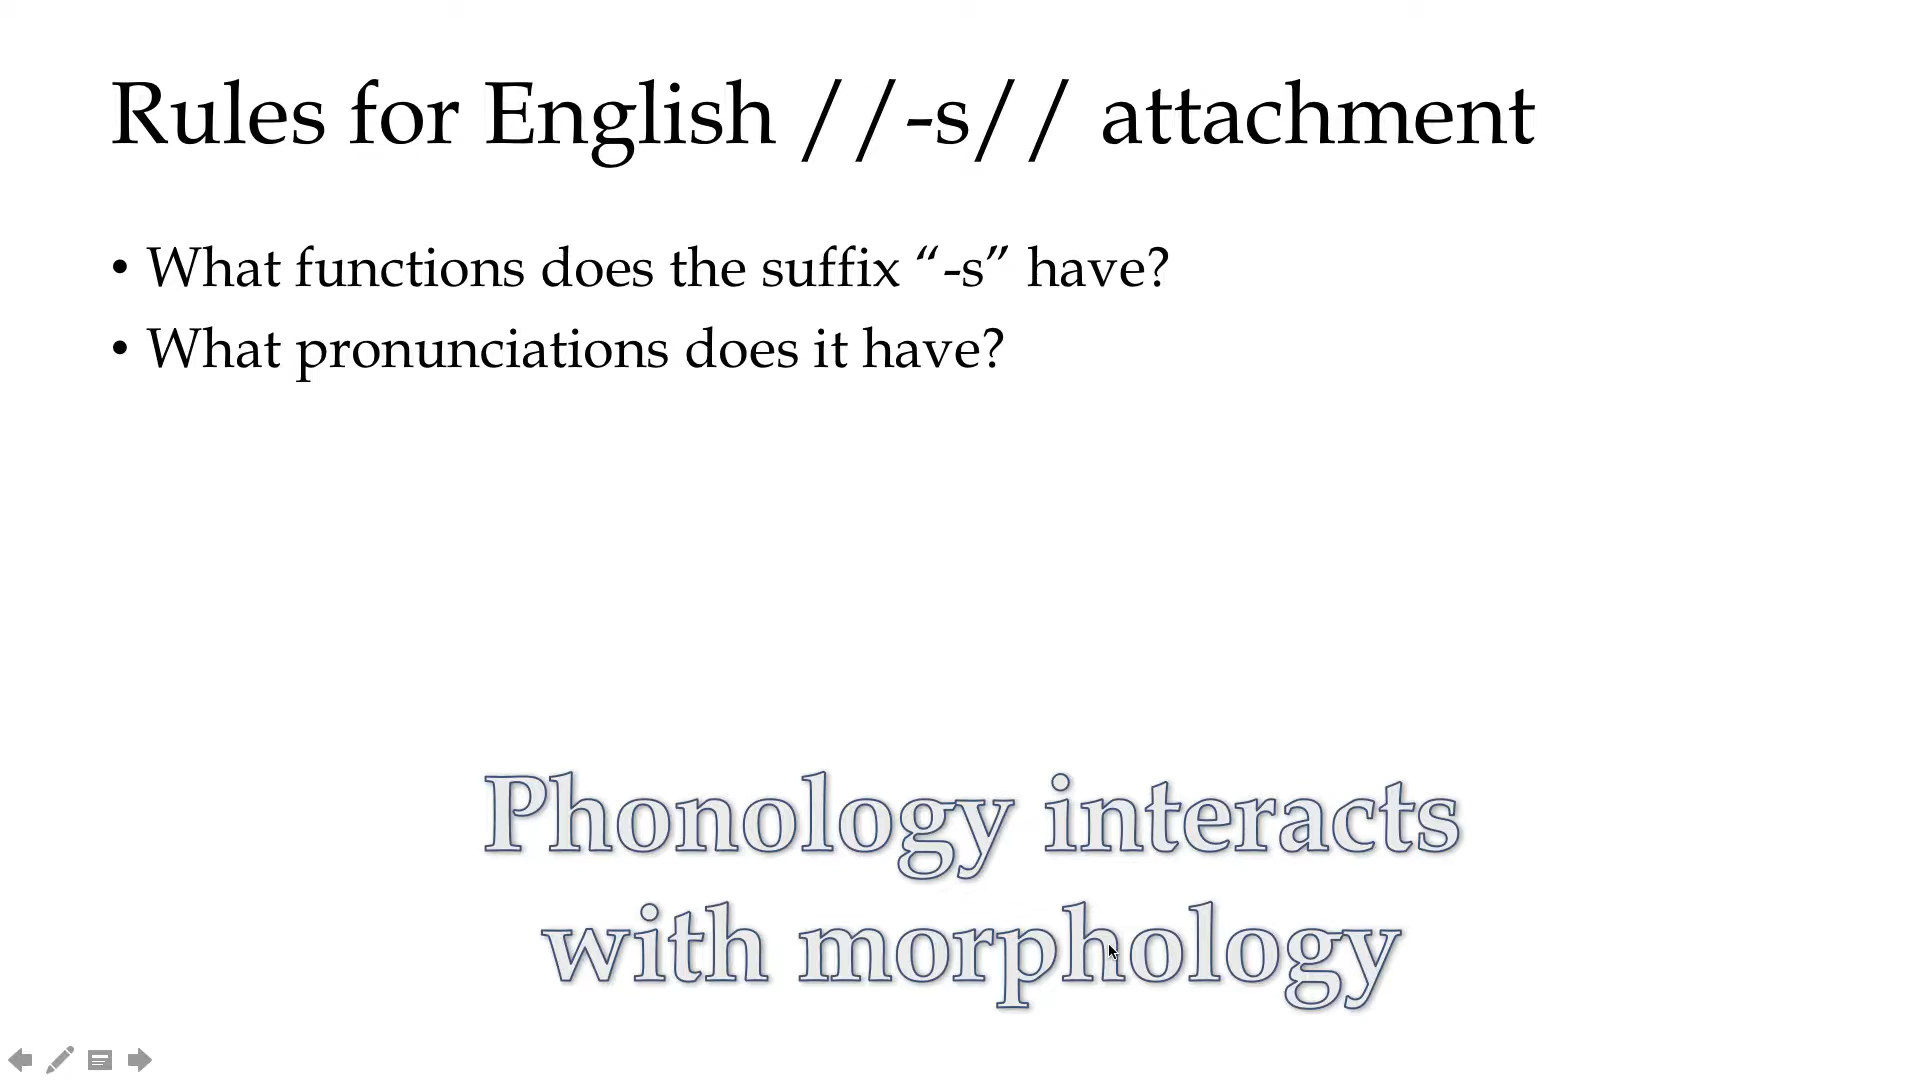 Rules for English //-s// attachment
• What functions does the suffix “-s” have?
• What pronunciations does it have?
Phonology interacts
with morphology